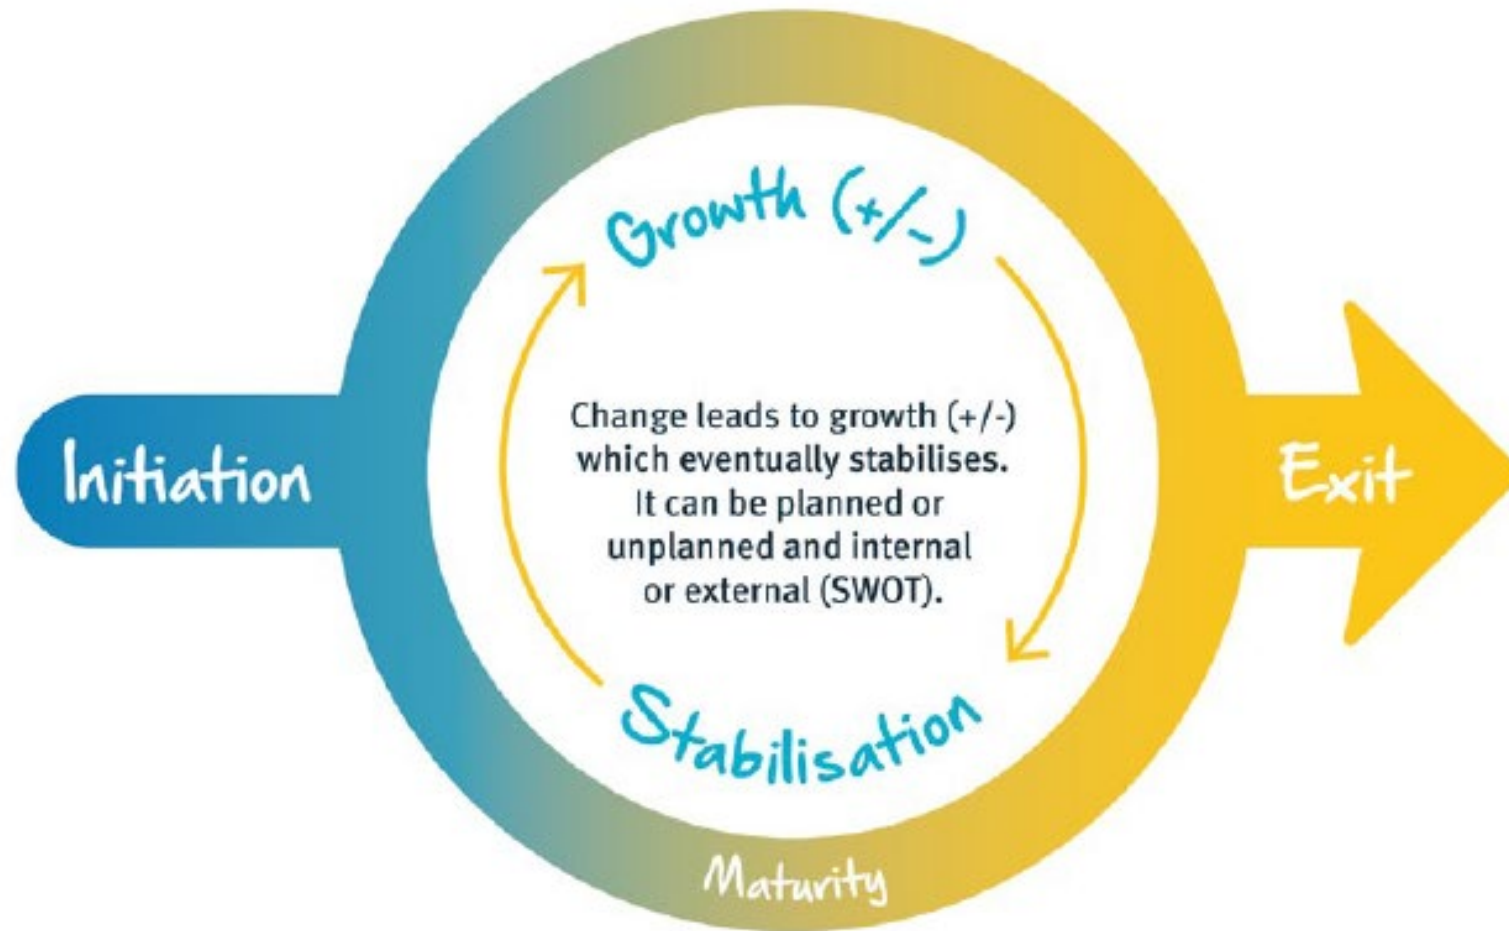 Growth (+/-)
Initiation
Change leads to growth (+/-)
which eventually stabilises.
It can be planned or
unplanned and internal
or external (SWOT).
Exit
Stabilisation
Maturity